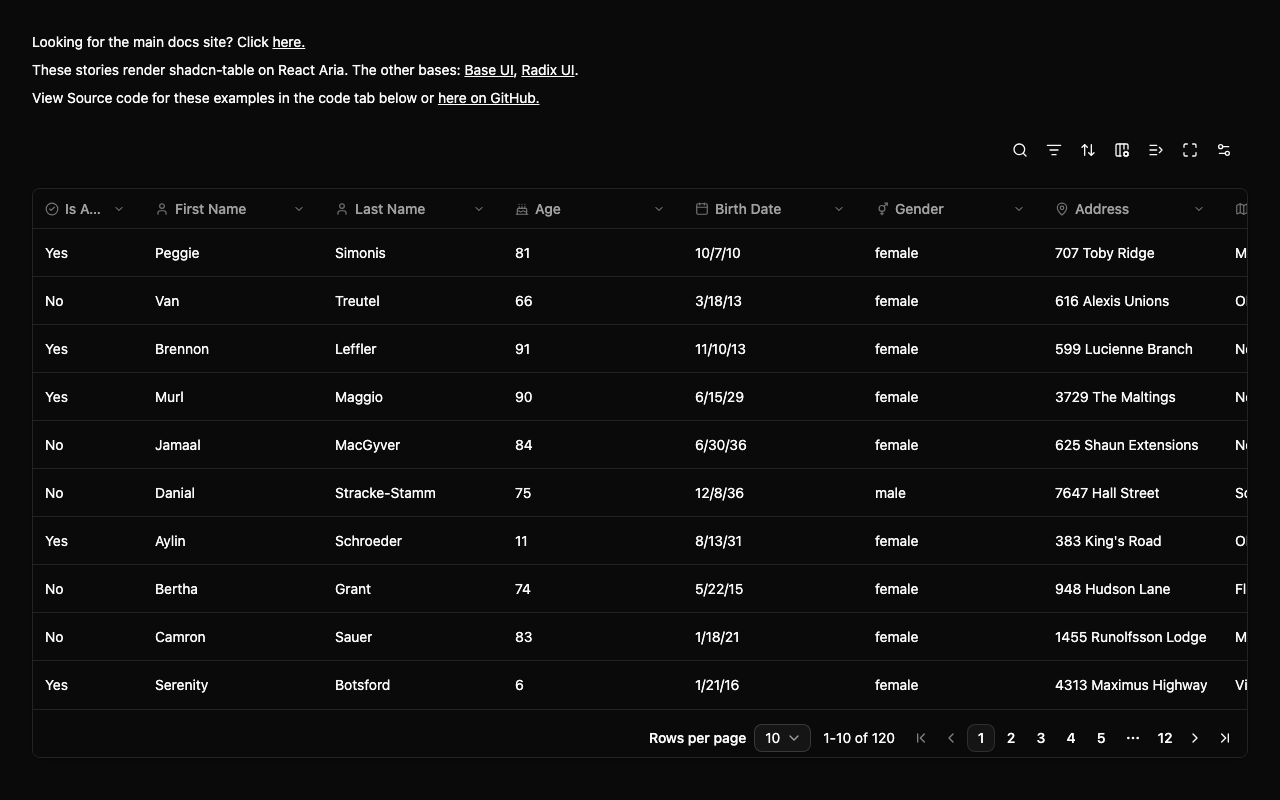 Looking for the main docs site? Click here.
These stories render shadcn-table on React Aria. The other bases: Base UI, Radix UI.
View Source code for these examples in the code tab below or here on GitHub.
Is A... First Name Last Name Age Birth Date Gender Address
Yes Peggie Simonis 81 10/7/10 female 707 Toby Ridge M
No Van Treutel 66 3/18/13 female 616 Alexis Unions
Yes Brennon Leffler 91 11/10/13 female 599 Lucienne Branch
Yes Murl Maggio 90 6/15/29 female 3729 The Maltings
No Jamaal MacGyver 84 6/30/36 female 625 Shaun Extensions
No Danial Stracke-Stamm 75 12/8/36 male 7647 Hall Street
Yes Aylin Schroeder 11 8/13/31 female 383 King's Road
No Bertha Grant 74 5/22/15 female 948 Hudson Lane Fl
No Camron Sauer 83 1/18/21 female 1455 Runolfsson Lodge M
Yes Serenity Botsford 6 1/21/16 female 4313 Maximus Highway Vi
Rows per page 10 1-10 of 120 1 2 3 4 5 ··· 12